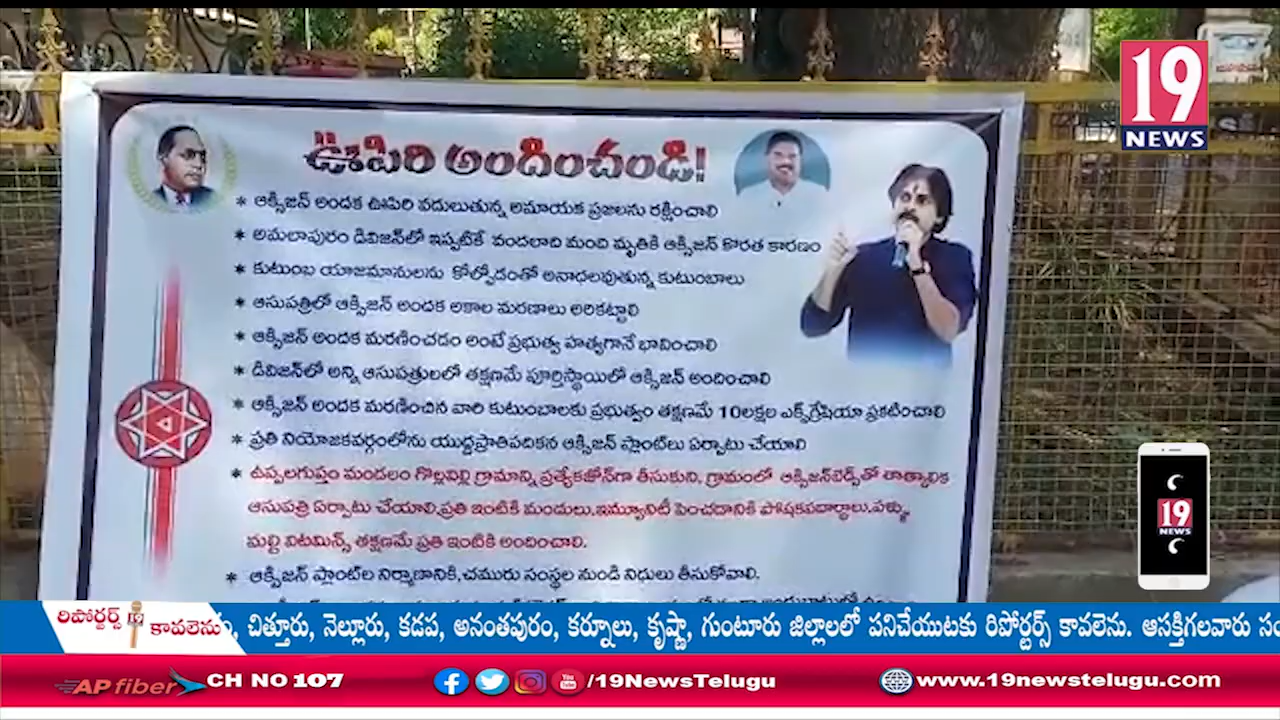 19
NEWS
ఊపిరి అందించండి!
* ఆక్సిజన్ అందక ఊపిరి వదులుతున్న అమాయక ప్రజలను రక్షించాలి
* అమలాపురం డివిజన్‌లో ఇప్పటికే వందలాది మంది మృతికి ఆక్సిజన్ కొరత కారణం
* కుటుంబ యాజమానులను కోల్పోడంతో అనాధలవుతున్న కుటుంబాలు
* ఆసుపత్రిలో ఆక్సిజన్ అందక అకాల మరణాలు అరికట్టాలి
* ఆక్సిజన్ అందక మరణించడం అంటే ప్రభుత్వ హత్యగానే భావించాలి
* డివిజన్‌లో అన్ని ఆసుపత్రులలో తక్షణమే పూర్తిస్థాయిలో ఆక్సిజన్ అందించాలి
* ఆక్సిజన్ అందక మరణించిన వారి కుటుంబాలకు ప్రభుత్వం తక్షణమే 10లక్షల ఎక్స్‌గ్రేషియా ప్రకటించాలి
* ప్రతి నియోజకవర్గంలోను యుద్ధప్రాతిపదికన ఆక్సిజన్ ప్లాంట్‌లు ఏర్పాటు చేయాలి
* ఉప్పలగుప్తం మండలం గొల్లవిల్లి గ్రామాన్ని ప్రత్యేకజోన్‌గా తీసుకుని, గ్రామంలో ఆక్సిజన్‌బెడ్స్‌తో తాత్కాలిక
ఆసుపత్రి ఏర్పాటు చేయాలి.ప్రతి ఇంటికి మందులు.ఇమ్యూనిటీ పెంచడానికి పోషకపదార్థాలు.పళ్ళు
మల్టి విటమిన్స్ తక్షణమే ప్రతి ఇంటికి అందించాలి.
* ఆక్సిజన్ ప్లాంట్‌ల నిర్మాణానికి,చమురు సంస్థల నుండి నిధులు తీసుకోవాలి.
19
NEWS
రిపోర్టర్స్ 19 కావలెను
, చిత్తూరు, నెల్లూరు, కడప, అనంతపురం, కర్నూలు, కృష్ణా, గుంటూరు జిల్లాలలో పనిచేయుటకు రిపోర్టర్స్ కావలెను. ఆసక్తిగలవారు సం
AP fiber CH NO 107
/19NewsTelugu
www.19newstelugu.com